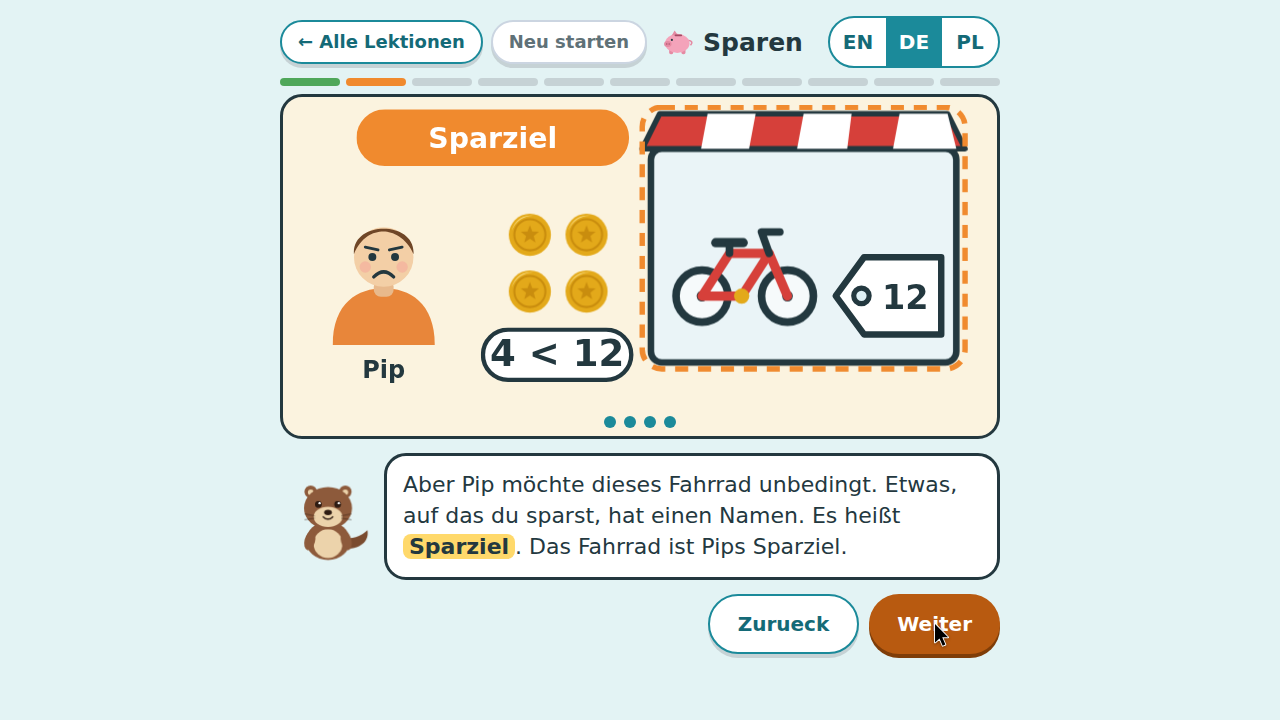 ← Alle Lektionen
Neu starten
Sparen
EN DE PL
Sparziel
12
4 < 12
Pip
Aber Pip möchte dieses Fahrrad unbedingt. Etwas,
auf das du sparst, hat einen Namen. Es heißt
Sparziel. Das Fahrrad ist Pips Sparziel.
Zurueck
Weiter